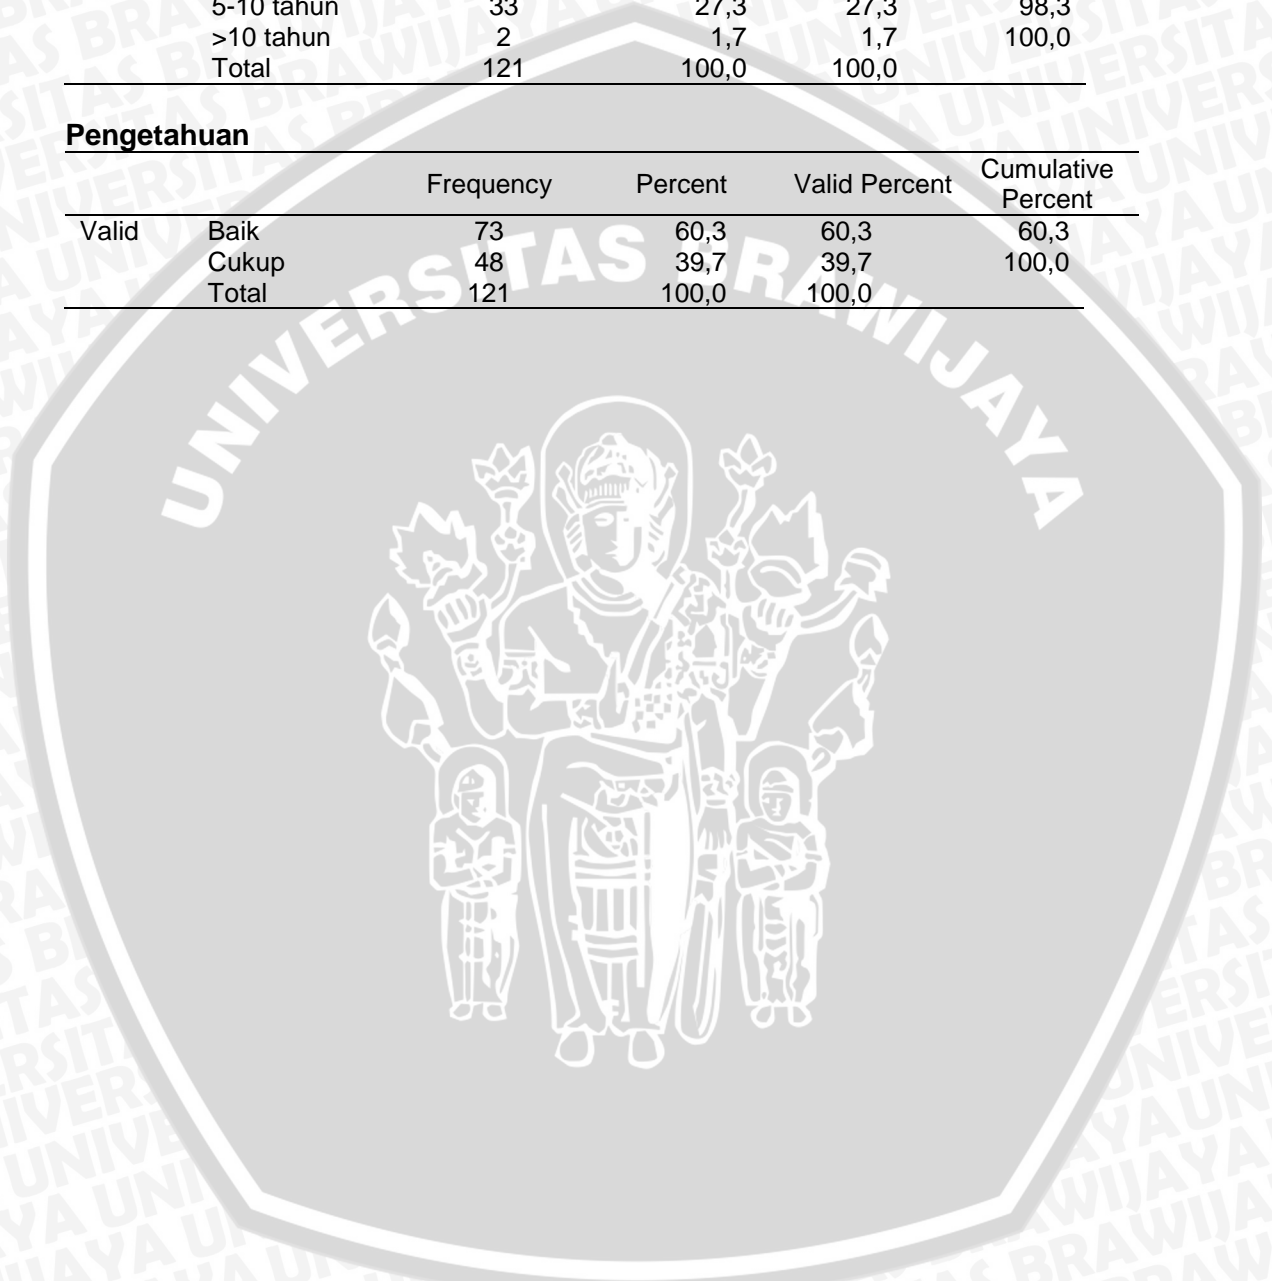 5-10 tahun 33 27,3 27,3 98,3
>10 tahun 2 1,7 1,7 100,0
Total 121 100,0 100,0
Pengetahuan
Frequency Percent Valid Percent Cumulative Percent
Valid Baik 73 60,3 60,3 60,3
Cukup 48 39,7 39,7 100,0
Total 121 100,0 100,0
UNIVERSITAS BRAWIJAYA